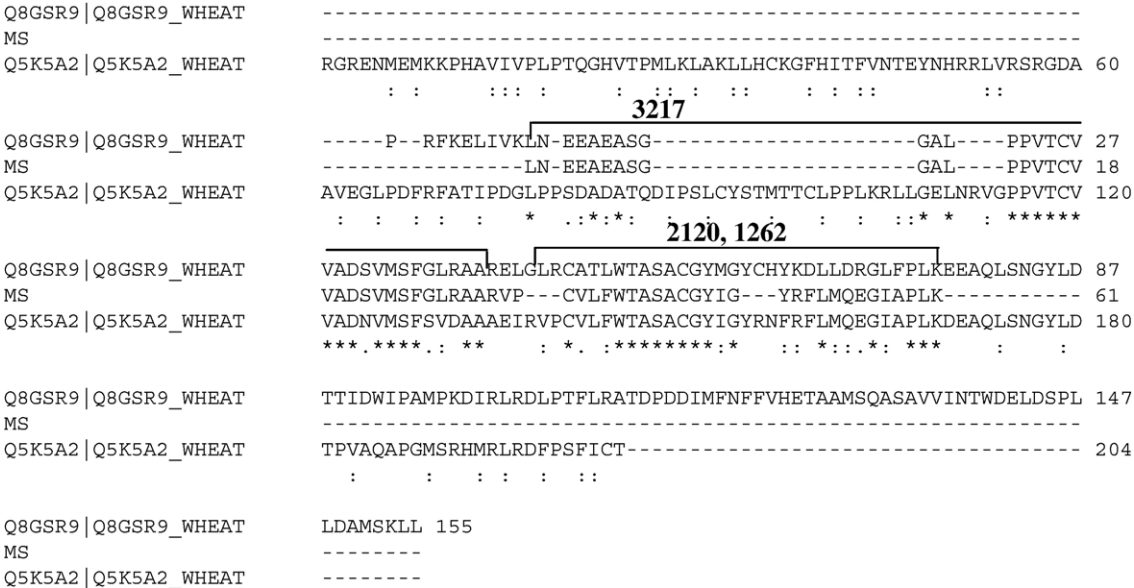 Q8GSR9|Q8GSR9_WHEAT ------------------------------------------------------------
MS ------------------------------------------------------------
Q5K5A2|Q5K5A2_WHEAT RGRENMEMKKPHAVIVPLPTQGHVTPMLKLAKLLHCKGFHITFVNTEYNHRRLVRSRGDA 60
: : ::: : : :: : :: : : :: ::
3217
Q8GSR9|Q8GSR9_WHEAT -----P--RFKELIVKLN-EEAEASG---------------------GAL----PPVTCV 27
MS ----------------LN-EEAEASG---------------------GAL----PPVTCV 18
Q5K5A2|Q5K5A2_WHEAT AVEGLPDFRFATIPDGLPPSDADATQDIPSLCYSTMTTCLPPLKRLLGELNRVGPPVTCV 120
: : : : * .:*:* : : : : : ::* * : ******
2120, 1262
Q8GSR9|Q8GSR9_WHEAT VADSVMSFGLRAARELGLRCATLWTASACGYMGYCHYKDLLDRGLFPLKEEAQLSNGYLD 87
MS VADSVMSFGLRAARVP---CVLFWTASACGYIG---YRFLMQEGIAPLK----------- 61
Q5K5A2|Q5K5A2_WHEAT VADNVMSFSVDAAAEIRVPCVLFWTASACGYIGYRNFRFLMQEGIAPLKDEAQLSNGYLD 180
***.****.: ** : *. :********:* :: *::.*: *** : :
Q8GSR9|Q8GSR9_WHEAT TTIDWIPAMPKDIRLRDLPTFLRATDPDDIMFNFFVHETAAMSQASAVVINTWDELDSPL 147
MS ------------------------------------------------------------
Q5K5A2|Q5K5A2_WHEAT TPVAQAPGMSRHMRLRDFPSFICT------------------------------------ 204
: : : : : ::
Q8GSR9|Q8GSR9_WHEAT LDAMSKLL 155
MS --------
Q5K5A2|Q5K5A2_WHEAT --------